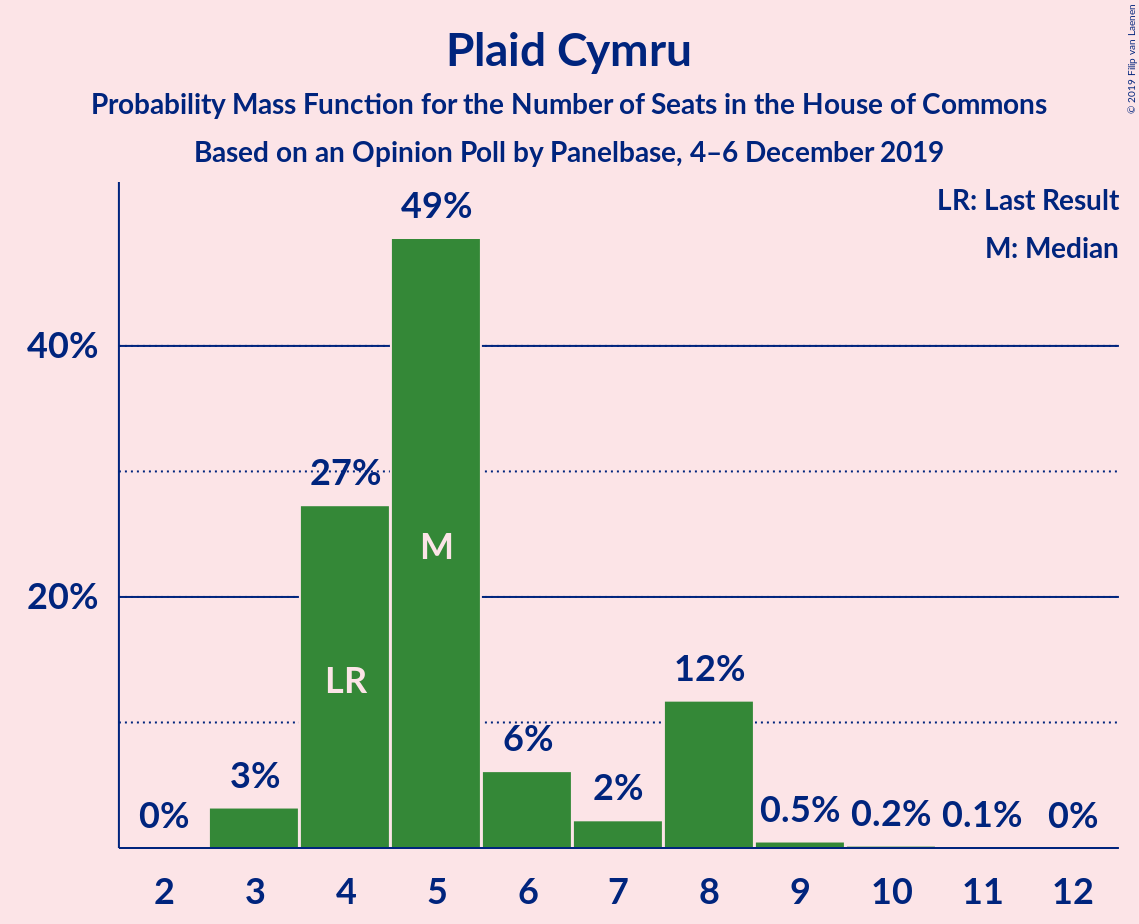 Plaid Cymru
Probability Mass Function for the Number of Seats in the House of Commons
Based on an Opinion Poll by Panelbase, 4–6 December 2019
© 2019 Filip van Laenen
LR: Last Result
M: Median
49%
40%
27%
M
20%
LR
12%
6%
3%
2%
0%
0.5%
0.2%
0.1%
0%
2 3 4 5 6 7 8 9 10 11 12